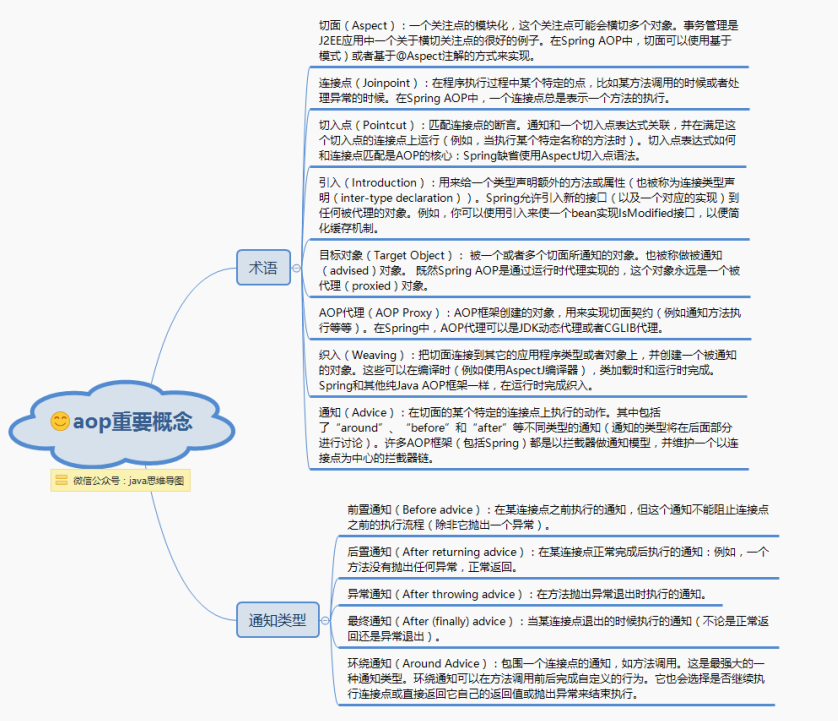 切面（Aspect）：一个关注点的模块化，这个关注点可能会横切多个对象。事务管理是
J2EE应用中一个关于横切关注点的很好的例子。在Spring AOP中，切面可以使用基于
模式）或者基于@Aspect注解的方式来实现。
连接点（Joinpoint）：在程序执行过程中某个特定的点，比如某方法调用的时候或者处
理异常的时候。在Spring AOP中，一个连接点总是表示一个方法的执行。
切入点（Pointcut）：匹配连接点的断言。通知和一个切入点表达式关联，并在满足这
个切入点的连接点上运行（例如，当执行某个特定名称的方法时）。切入点表达式如何
和连接点匹配是AOP的核心：Spring缺省使用AspectJ切入点语法。
引入（Introduction）：用来给一个类型声明额外的方法或属性（也被称为连接类型声
明（inter-type declaration））。Spring允许引入新的接口（以及一个对应的实现）到
任何被代理的对象。例如，你可以使用引入来使一个bean实现IsModified接口，以便简
化缓存机制。
术语
目标对象（Target Object）： 被一个或者多个切面所通知的对象。也被称做被通知
（advised）对象。 既然Spring AOP是通过运行时代理实现的，这个对象永远是一个被
代理（proxied）对象。
AOP代理（AOP Proxy）：AOP框架创建的对象，用来实现切面契约（例如通知方法执
行等等）。在Spring中，AOP代理可以是JDK动态代理或者CGLIB代理。
织入（Weaving）：把切面连接到其它的应用程序类型或者对象上，并创建一个被通知
的对象。这些可以在编译时（例如使用AspectJ编译器），类加载时和运行时完成。
Spring和其他纯Java AOP框架一样，在运行时完成织入。
通知（Advice）：在切面的某个特定的连接点上执行的动作。其中包括
了“around”、“before”和“after”等不同类型的通知（通知的类型将在后面部分
进行讨论）。许多AOP框架（包括Spring）都是以拦截器做通知模型，并维护一个以连
接点为中心的拦截器链。
aop重要概念
微信公众号：java思维导图
前置通知（Before advice）：在某连接点之前执行的通知，但这个通知不能阻止连接点
之前的执行流程（除非它抛出一个异常）。
后置通知（After returning advice）：在某连接点正常完成后执行的通知：例如，一个
方法没有抛出任何异常，正常返回。
异常通知（After throwing advice）：在方法抛出异常退出时执行的通知。
通知类型
最终通知（After (finally) advice）：当某连接点退出的时候执行的通知（不论是正常返
回还是异常退出）。
环绕通知（Around Advice）：包围一个连接点的通知，如方法调用。这是最强大的一
种通知类型。环绕通知可以在方法调用前后完成自定义的行为。它也会选择是否继续执
行连接点或直接返回它自己的返回值或抛出异常来结束执行。